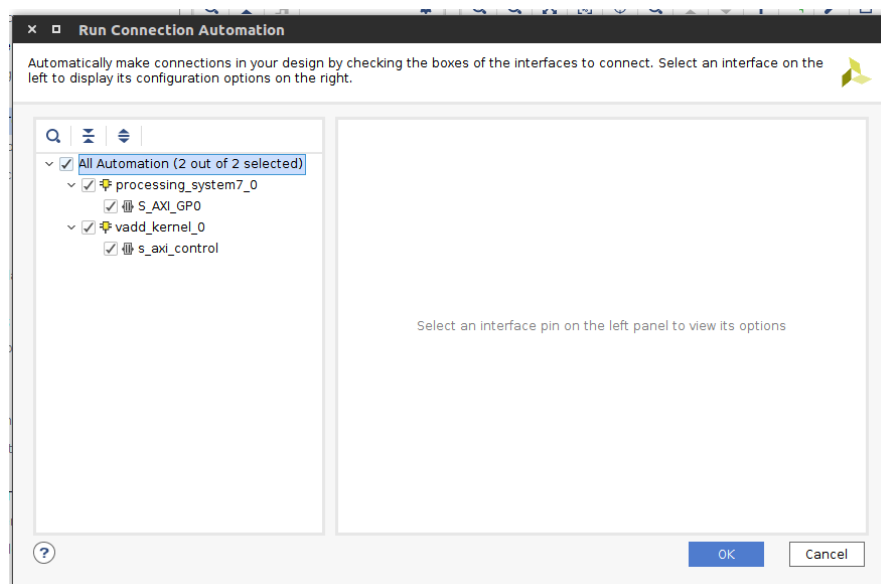 Run Connection Automation
Automatically make connections in your design by checking the boxes of the interfaces to connect. Select an interface on the
left to display its configuration options on the right.
All Automation (2 out of 2 selected)
processing_system7_0
S_AXI_GP0
vadd_kernel_0
s_axi_control
Select an interface pin on the left panel to view its options
?
OK
Cancel